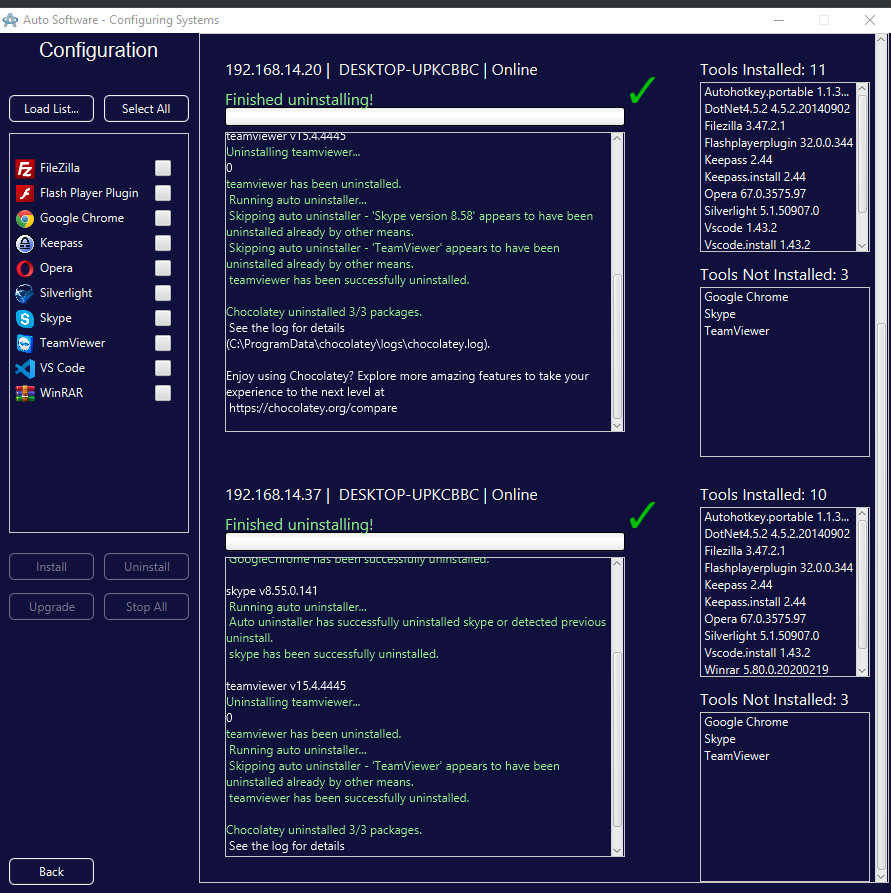 Auto Software - Configuring Systems
Configuration
Load List...
Select All
FileZilla
Flash Player Plugin
Google Chrome
Keepass
Opera
Silverlight
Skype
TeamViewer
VS Code
WinRAR
Install
Uninstall
Upgrade
Stop All
Back
192.168.14.20 | DESKTOP-UPKCBBC | Online
Finished uninstalling!
teamviewer v15.4.4445
Uninstalling teamviewer...
0
teamviewer has been uninstalled.
Running auto uninstaller...
Skipping auto uninstaller - 'Skype version 8.58' appears to have been
uninstalled already by other means.
Skipping auto uninstaller - 'TeamViewer' appears to have been
uninstalled already by other means.
teamviewer has been successfully uninstalled.
Chocolatey uninstalled 3/3 packages.
See the log for details
(C:\ProgramData\chocolatey\logs\chocolatey.log).
Enjoy using Chocolatey? Explore more amazing features to take your
experience to the next level at
https://chocolatey.org/compare
Tools Installed: 11
Autohotkey.portable 1.1.3...
DotNet4.5.2 4.5.2.20140902
Filezilla 3.47.2.1
Flashplayerplugin 32.0.0.344
Keepass 2.44
Keepass.install 2.44
Opera 67.0.3575.97
Silverlight 5.1.50907.0
Vscode 1.43.2
Vscode.install 1.43.2
Tools Not Installed: 3
Google Chrome
Skype
TeamViewer
192.168.14.37 | DESKTOP-UPKCBBC | Online
Finished uninstalling!
GoogleChrome has been successfully uninstalled.
skype v8.55.0.141
Running auto uninstaller...
Auto uninstaller has successfully uninstalled skype or detected previous
uninstall.
skype has been successfully uninstalled.
teamviewer v15.4.4445
Uninstalling teamviewer...
0
teamviewer has been uninstalled.
Running auto uninstaller...
Skipping auto uninstaller - 'TeamViewer' appears to have been
uninstalled already by other means.
teamviewer has been successfully uninstalled.
Chocolatey uninstalled 3/3 packages.
See the log for details
Tools Installed: 10
Autohotkey.portable 1.1.3...
DotNet4.5.2 4.5.2.20140902
Filezilla 3.47.2.1
Flashplayerplugin 32.0.0.344
Keepass 2.44
Keepass.install 2.44
Opera 67.0.3575.97
Silverlight 5.1.50907.0
Vscode.install 1.43.2
Winrar 5.80.0.20200219
Tools Not Installed: 3
Google Chrome
Skype
TeamViewer